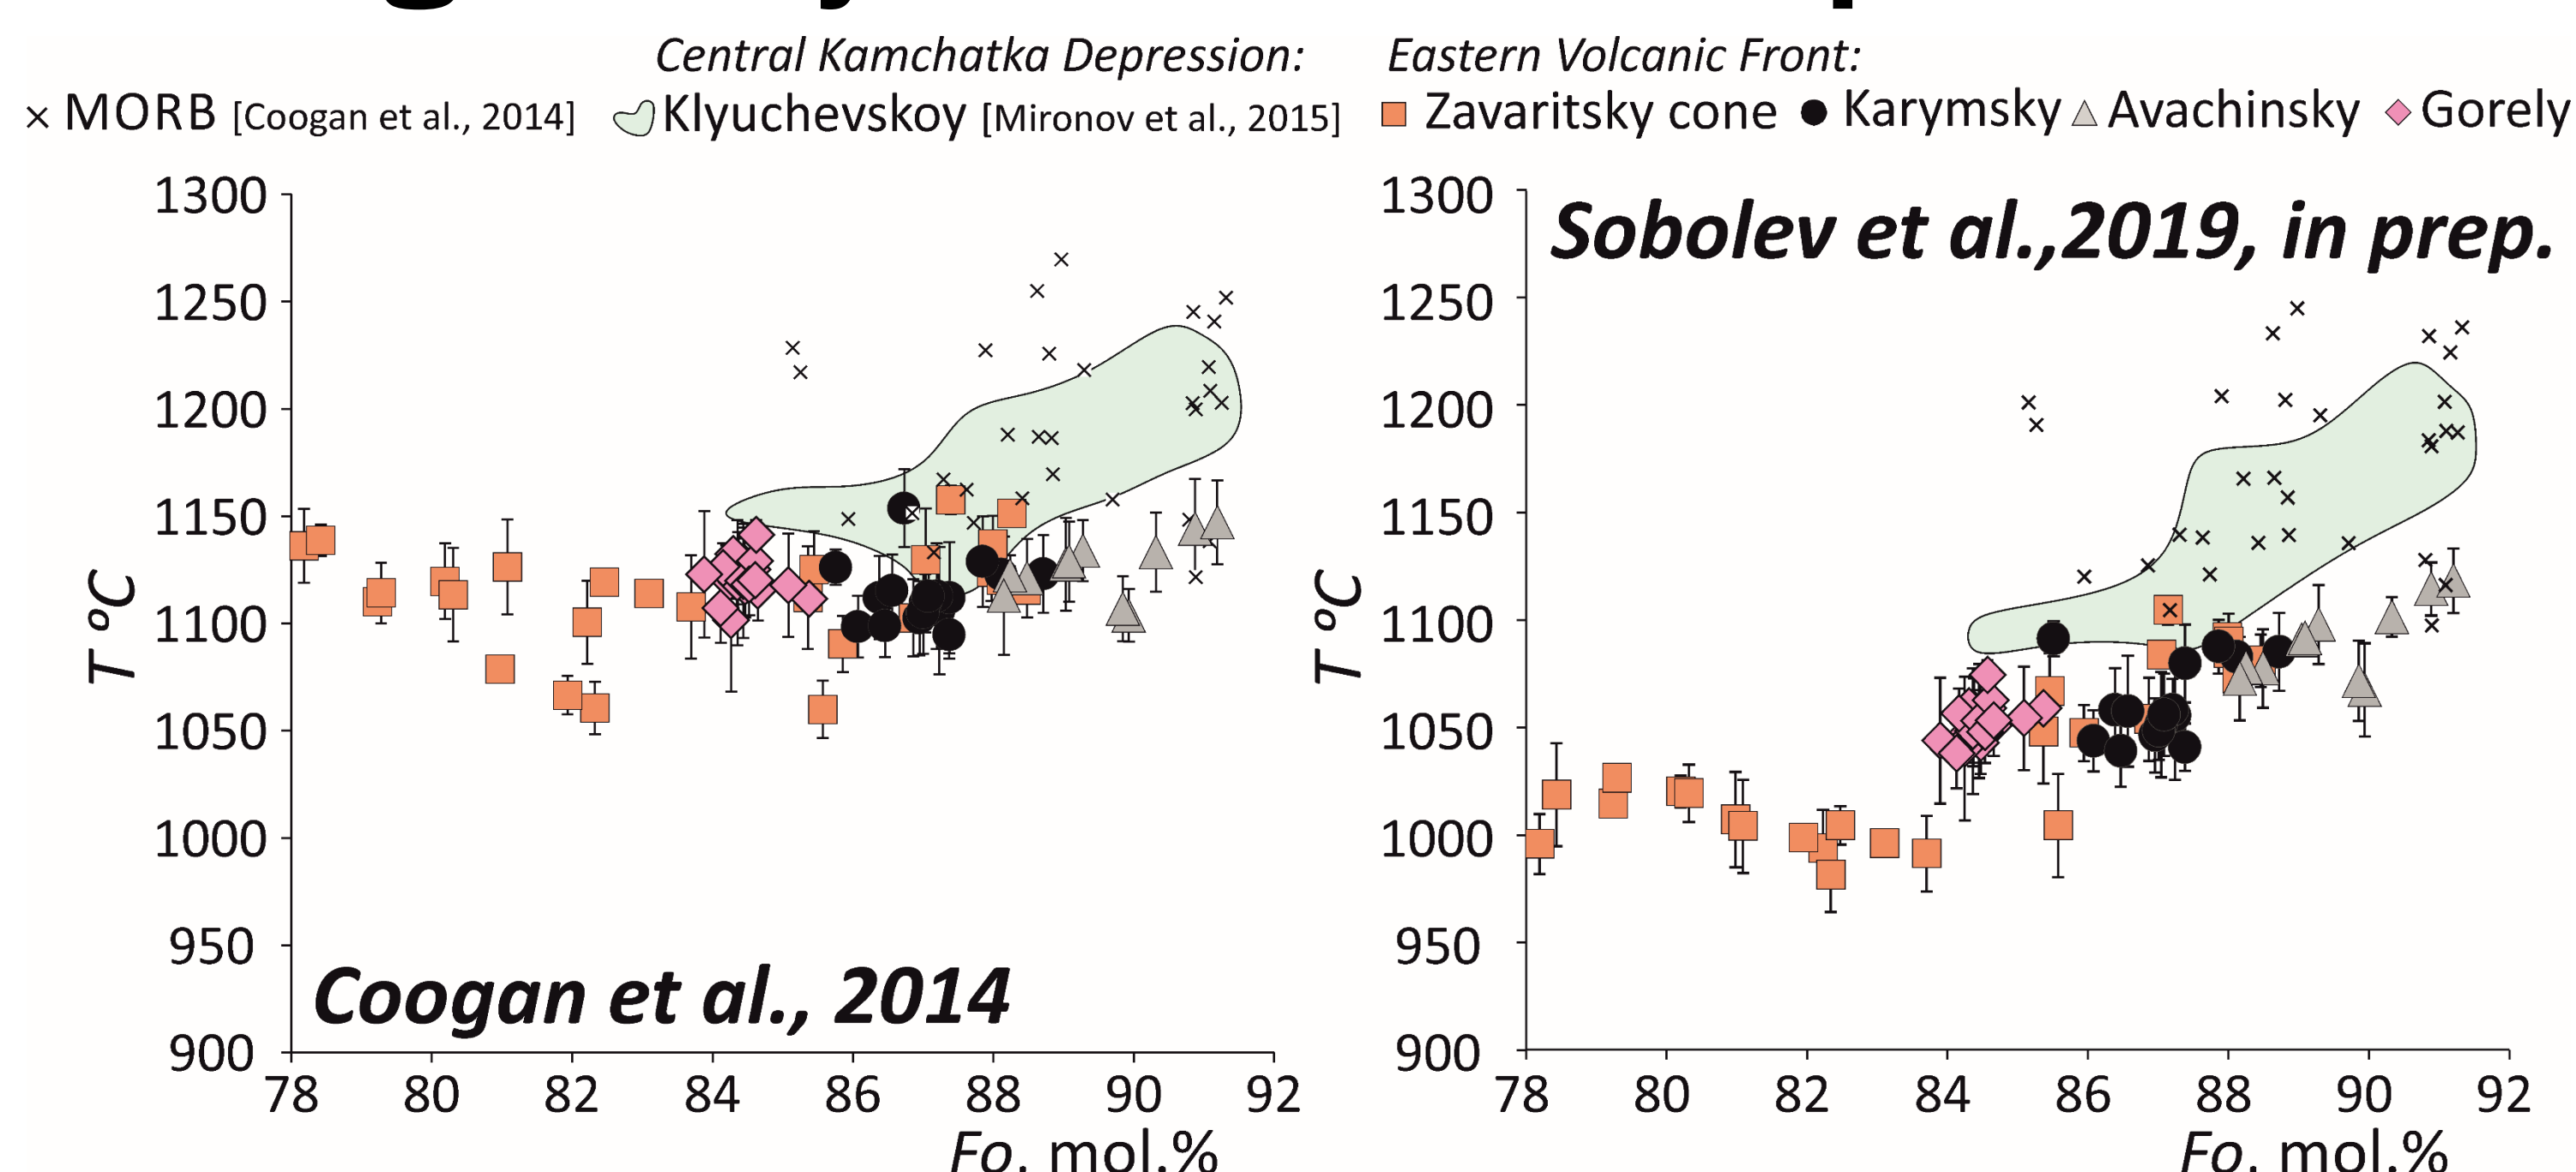 Central Kamchatka Depression: Eastern Volcanic Front:
× MORB [Coogan et al., 2014] Klyuchevskoy [Mironov et al., 2015] Zavaritsky cone Karymsky Avachinsky Gorely
1300
1250
1200
1150
1100
1050
1000
950
900
T ºC
78 80 82 84 86 88 90 92
Fo, mol.%
Coogan et al., 2014
1300
1250
1200
1150
1100
1050
1000
950
900
T ºC
78 80 82 84 86 88 90 92
Fo, mol.%
Sobolev et al.,2019, in prep.